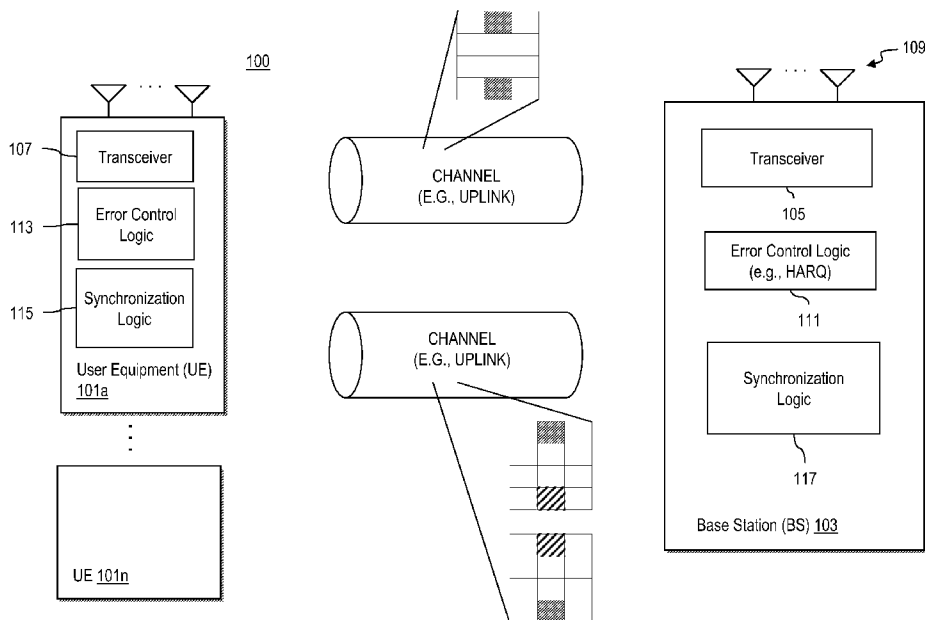 100
107
Transceiver
113
Error Control
Logic
115
Synchronization
Logic
User Equipment (UE)
101a
UE 101n
CHANNEL
(E.G., UPLINK)
CHANNEL
(E.G., UPLINK)
109
Transceiver
105
Error Control Logic
(e.g., HARQ)
111
Synchronization
Logic
117
Base Station (BS) 103